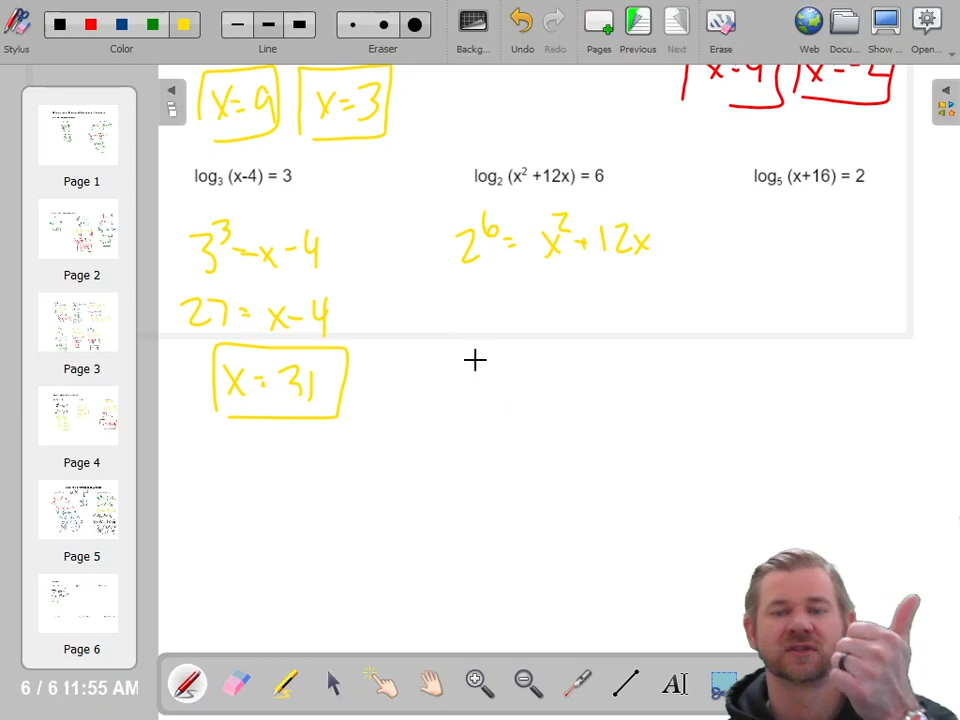 Stylus
Color
Line
Eraser
Backg...
Undo
Redo
Pages
Previous
Next
Erase
Web
Docu...
Show ...
Open...
x=9
x=3
x=9
x=-2
Page 1
Page 2
Page 3
Page 4
Page 5
Page 6
log₃ (x-4) = 3
log₂ (x² +12x) = 6
log₅ (x+16) = 2
3³=x-4
27=x-4
x=31
2⁶= x²+12x
6 / 6 11:55 AM